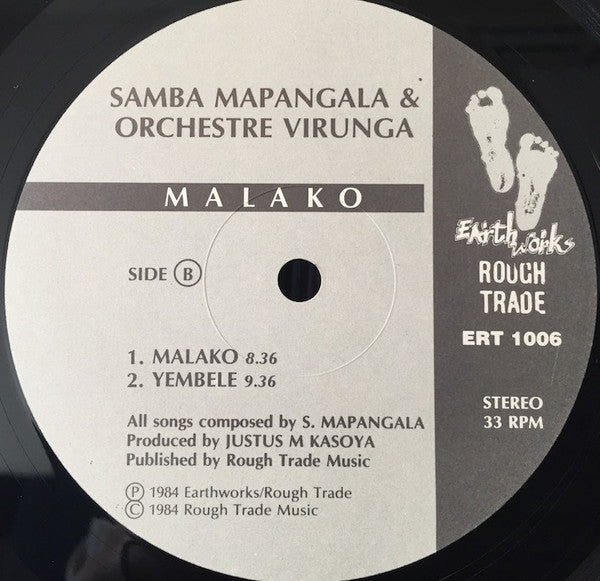 SAMBA MAPANGALA &
ORCHESTRE VIRUNGA
MALAKO
SIDE B
1. MALAKO 8.36
2. YEMBELE 9.36
All songs composed by S. MAPANGALA
Produced by JUSTUS M KASOYA
Published by Rough Trade Music
Ⓟ 1984 Earthworks/Rough Trade
© 1984 Rough Trade Music
Earthworks
ROUGH
TRADE
ERT 1006
STEREO
33 RPM